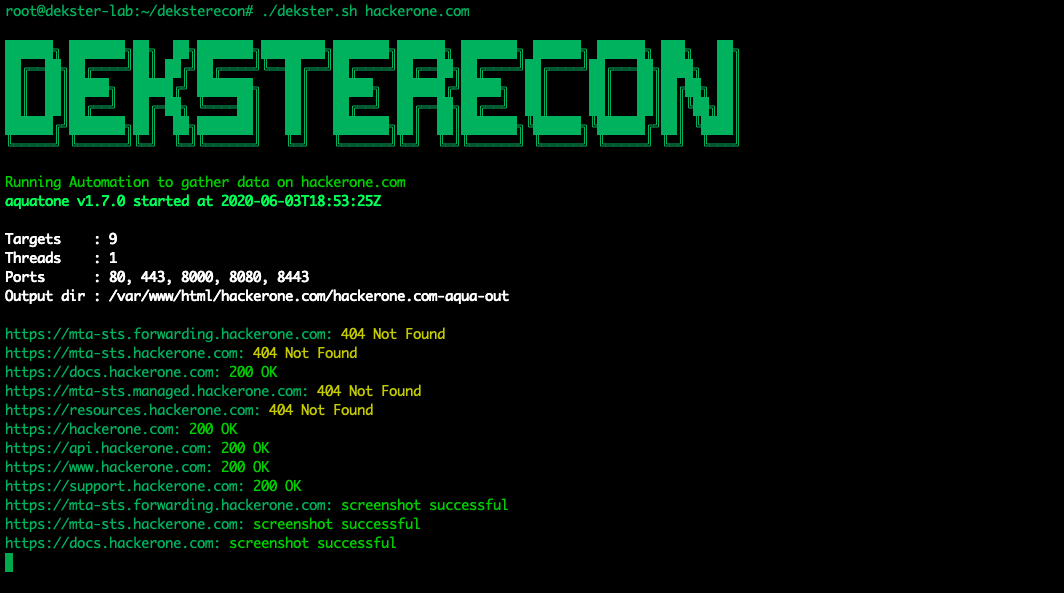 root@dekster-lab:~/deksterecon# ./dekster.sh hackerone.com
DEKSTERECON
Running Automation to gather data on hackerone.com
aquatone v1.7.0 started at 2020-06-03T18:53:25Z
Targets    : 9
Threads    : 1
Ports      : 80, 443, 8000, 8080, 8443
Output dir : /var/www/html/hackerone.com/hackerone.com-aqua-out
https://mta-sts.forwarding.hackerone.com: 404 Not Found
https://mta-sts.hackerone.com: 404 Not Found
https://docs.hackerone.com: 200 OK
https://mta-sts.managed.hackerone.com: 404 Not Found
https://resources.hackerone.com: 404 Not Found
https://hackerone.com: 200 OK
https://api.hackerone.com: 200 OK
https://www.hackerone.com: 200 OK
https://support.hackerone.com: 200 OK
https://mta-sts.forwarding.hackerone.com: screenshot successful
https://mta-sts.hackerone.com: screenshot successful
https://docs.hackerone.com: screenshot successful